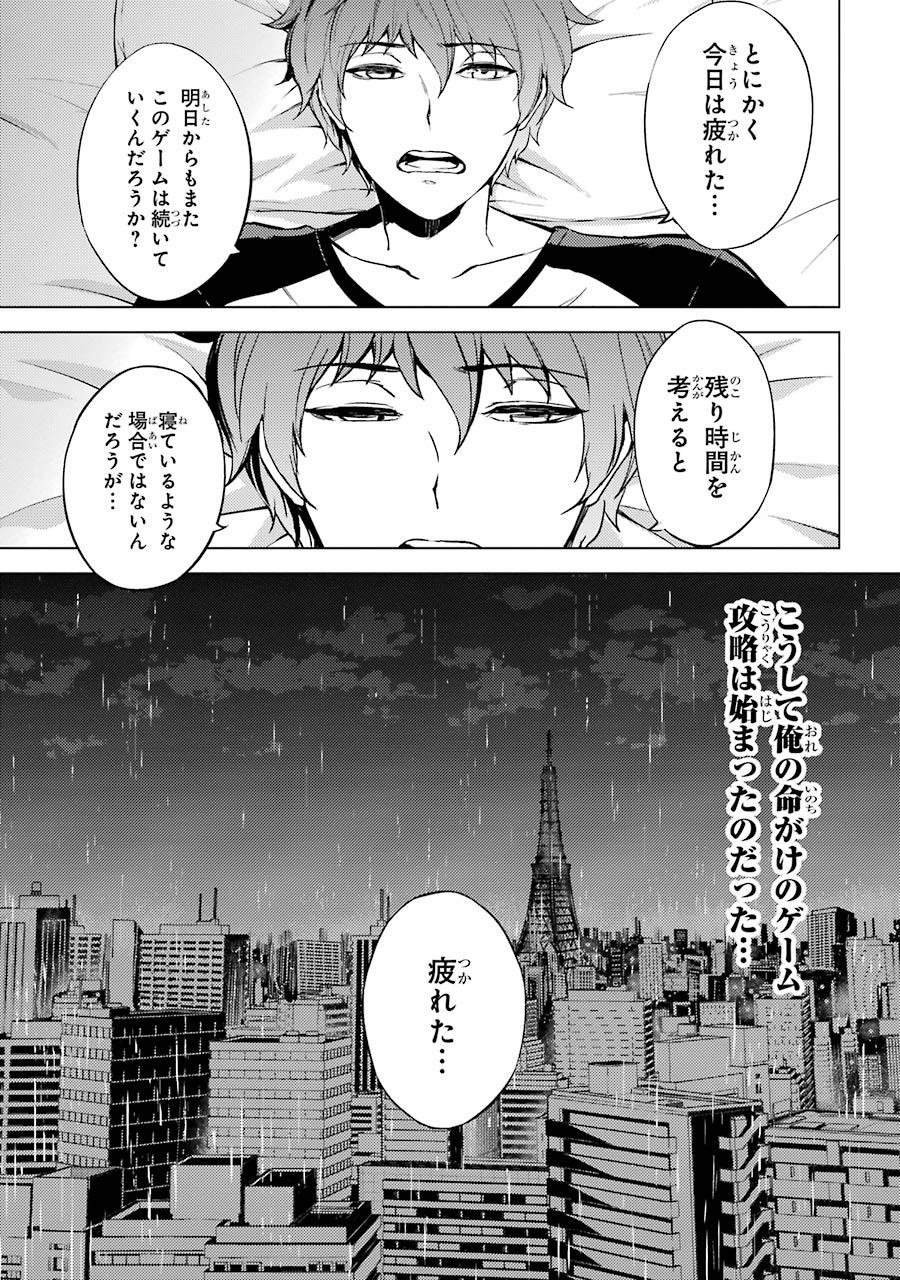 とにかく
今日は疲れた…
明日からもまた
このゲームは続いて
いくんだろうか？
残り時間を
考えると
寝ているような
場合ではないん
だろうが…
こうして俺の命がけのゲーム
攻略は始まったのだった…
疲れた…